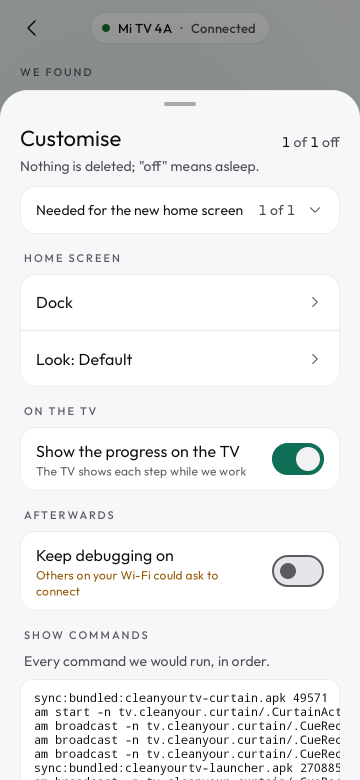 Mi TV 4A · Connected
WE FOUND
Customise
1 of 1 off
Nothing is deleted; "off" means asleep.
Needed for the new home screen 1 of 1
HOME SCREEN
Dock
Look: Default
ON THE TV
Show the progress on the TV
The TV shows each step while we work
AFTERWARDS
Keep debugging on
Others on your Wi-Fi could ask to
connect
SHOW COMMANDS
Every command we would run, in order.
sync:bundled:cleanyourtv-curtain.apk 49571
am start -n tv.cleanyour.curtain/.CurtainAct
am broadcast -n tv.cleanyour.curtain/.CueRec
am broadcast -n tv.cleanyour.curtain/.CueRec
am broadcast -n tv.cleanyour.curtain/.CueRec
sync:bundled:cleanyourtv-launcher.apk 270885